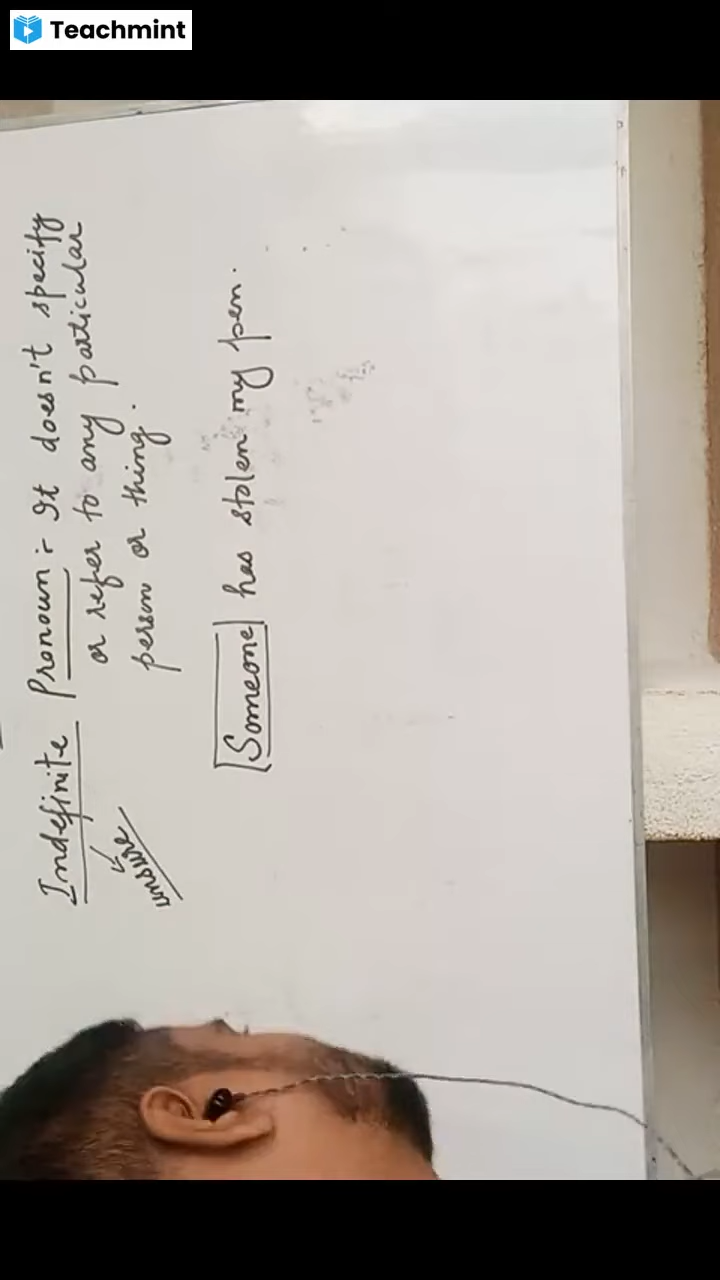 Teachmint
Indefinite Pronoun :- It doesn't specify
or refer to any particular
person or thing.
unsure
Someone has stolen my pen.